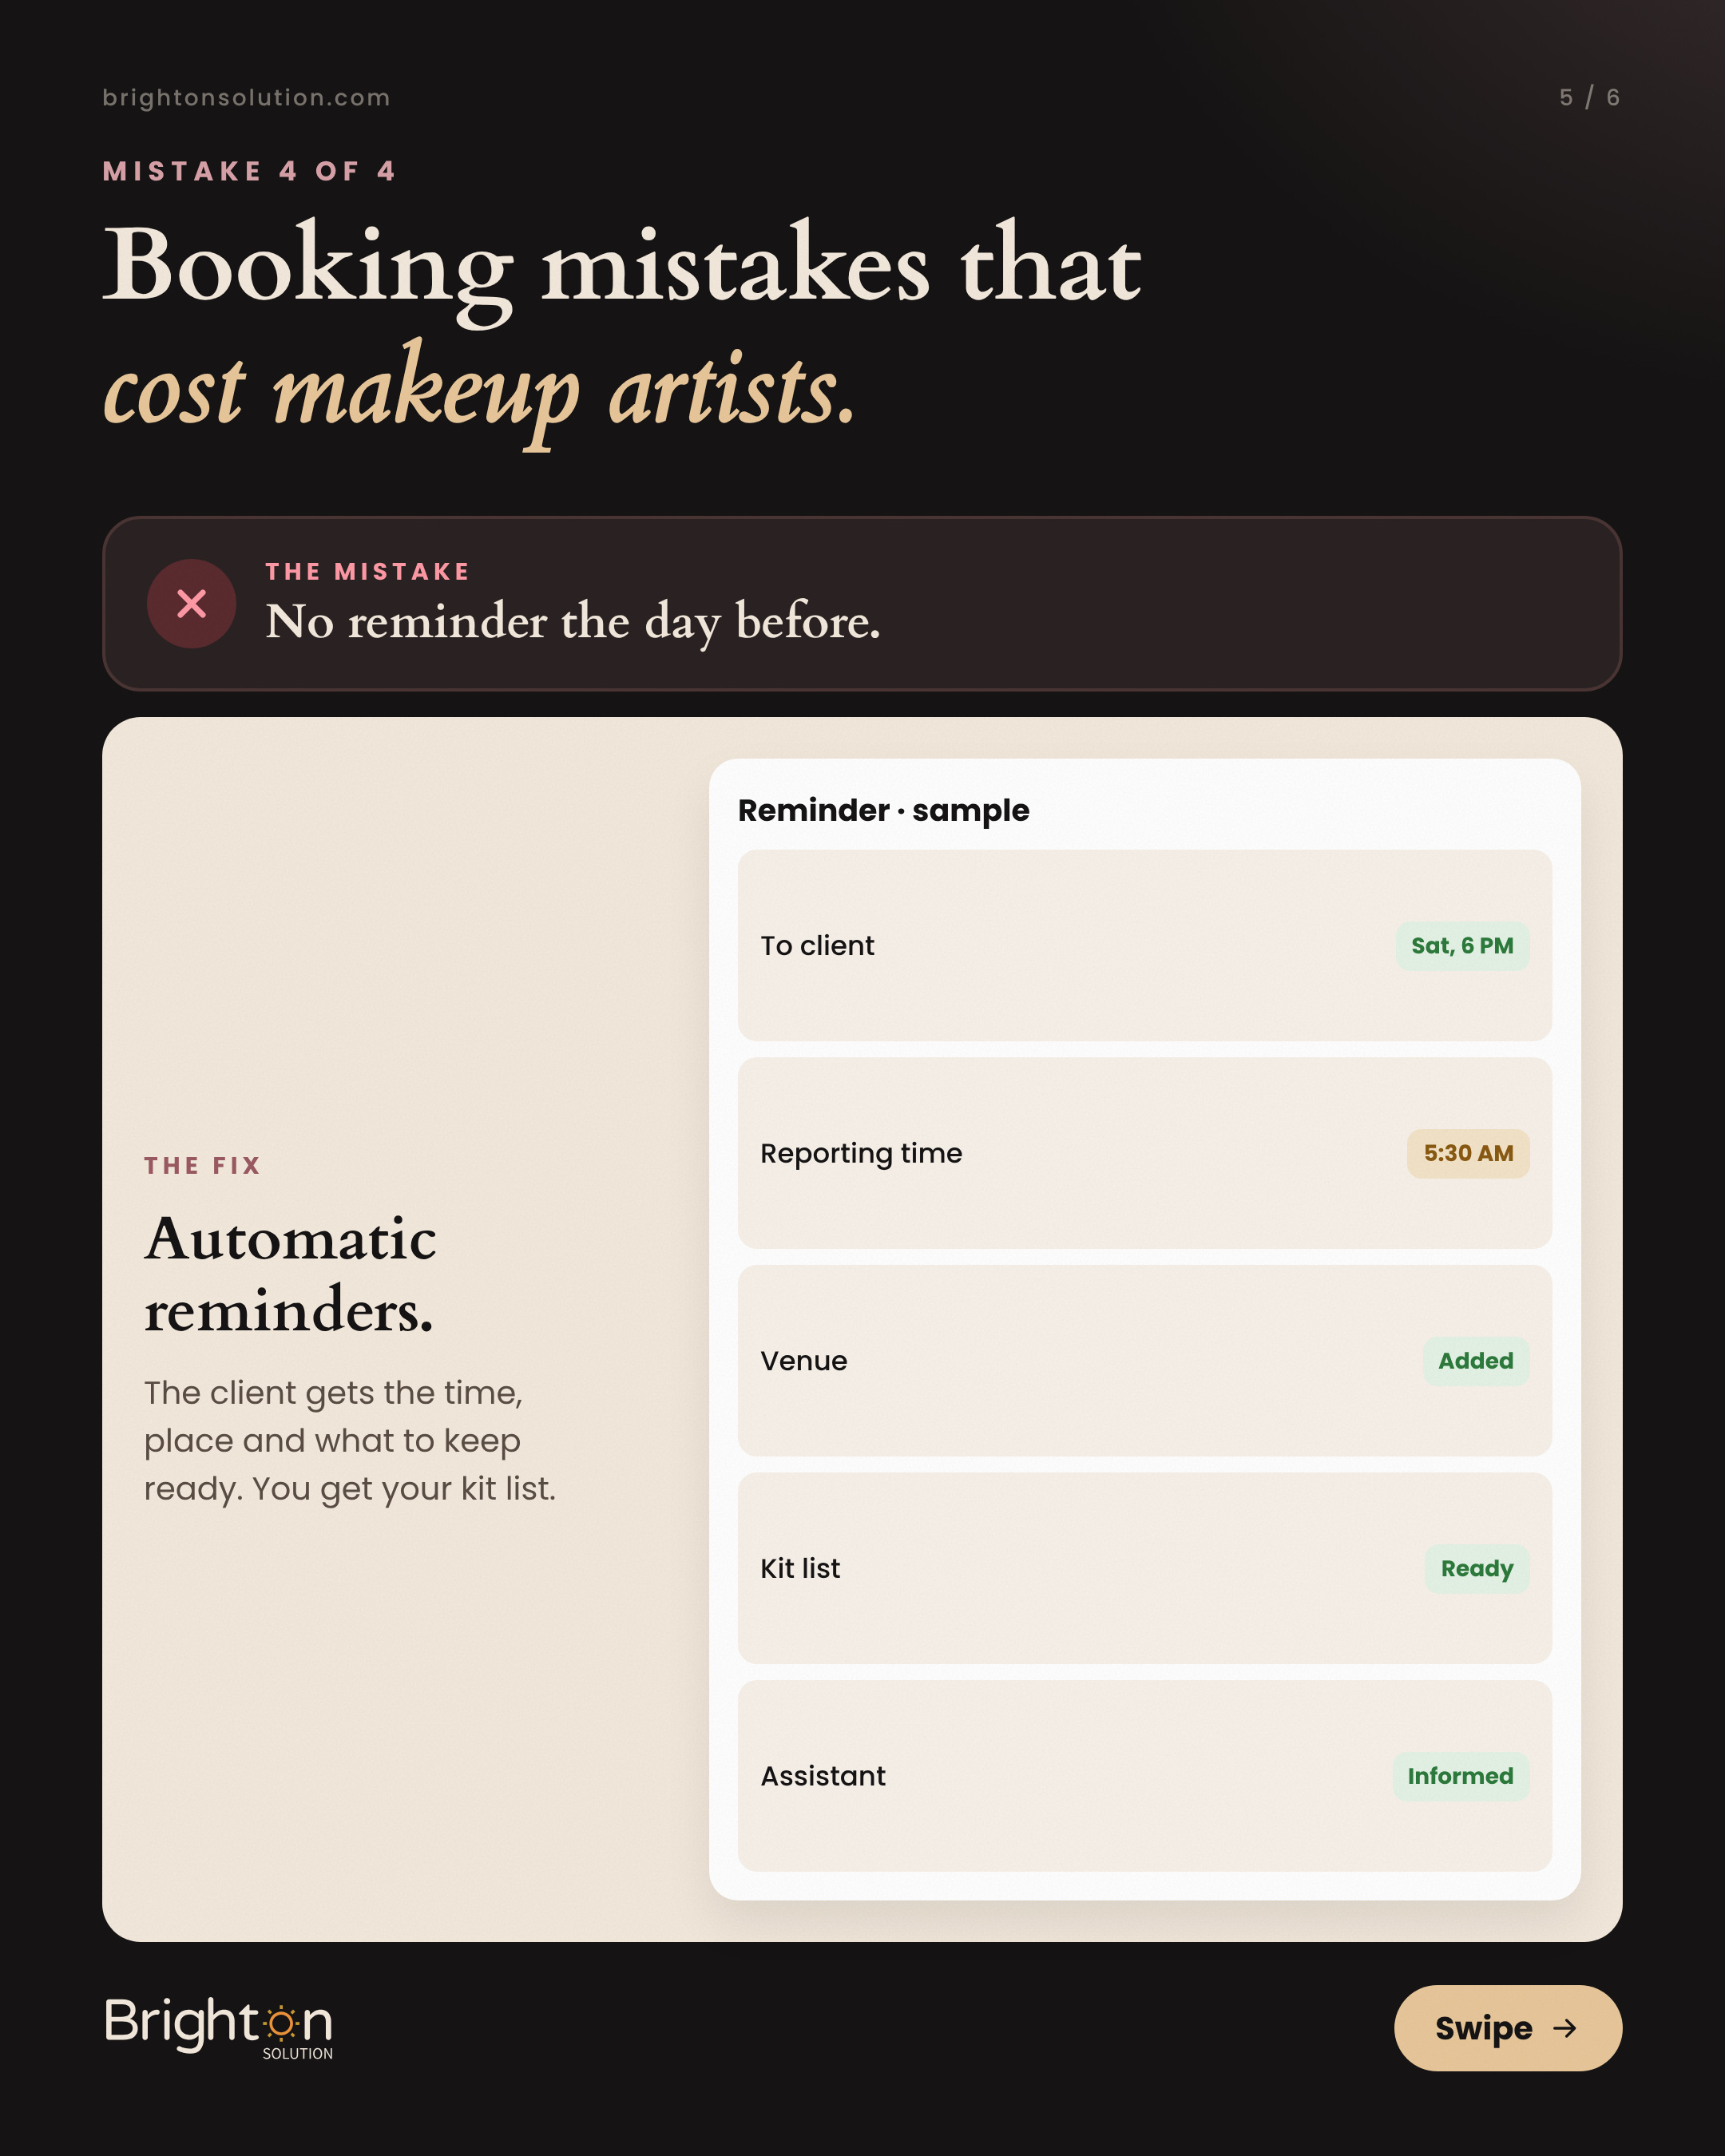 brightonsolution.com
5 / 6
MISTAKE 4 OF 4
Booking mistakes that
cost makeup artists.
THE MISTAKE
No reminder the day before.
THE FIX
Automatic
reminders.
The client gets the time,
place and what to keep
ready. You get your kit list.
Reminder · sample
To client
Sat, 6 PM
Reporting time
5:30 AM
Venue
Added
Kit list
Ready
Assistant
Informed
Brighton
SOLUTION
Swipe →